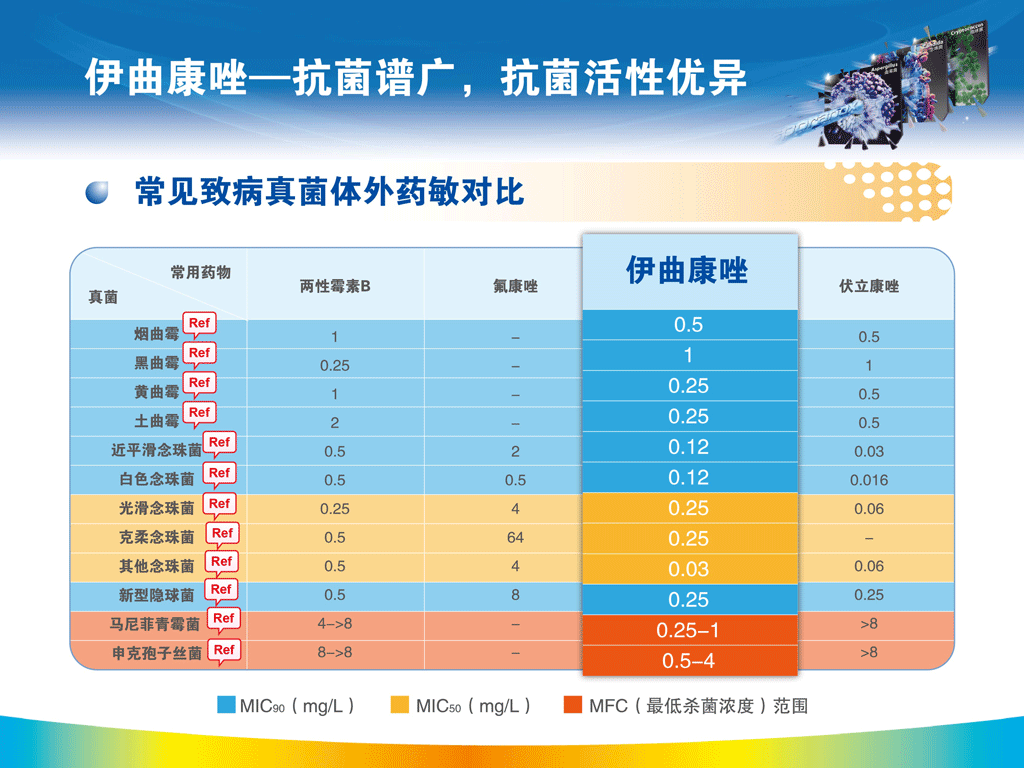 伊曲康唑—抗菌谱广，抗菌活性优异
Aspergillus
Cryptococcus
常见致病真菌体外药敏对比
常用药物
真菌
两性霉素B
氟康唑
伊曲康唑
伏立康唑
烟曲霉 Ref 1 – 0.5 0.5
黑曲霉 Ref 0.25 – 1 1
黄曲霉 Ref 1 – 0.25 0.5
土曲霉 Ref 2 – 0.25 0.5
近平滑念珠菌 Ref 0.5 2 0.12 0.03
白色念珠菌 Ref 0.5 0.5 0.12 0.016
光滑念珠菌 Ref 0.25 4 0.25 0.06
克柔念珠菌 Ref 0.5 64 0.25 –
其他念珠菌 Ref 0.5 4 0.03 0.06
新型隐球菌 Ref 0.5 8 0.25 0.25
马尼菲青霉菌 Ref 4–>8 – 0.25–1 >8
申克孢子丝菌 Ref 8–>8 – 0.5–4 >8
MIC90（mg/L） MIC50（mg/L） MFC（最低杀菌浓度）范围